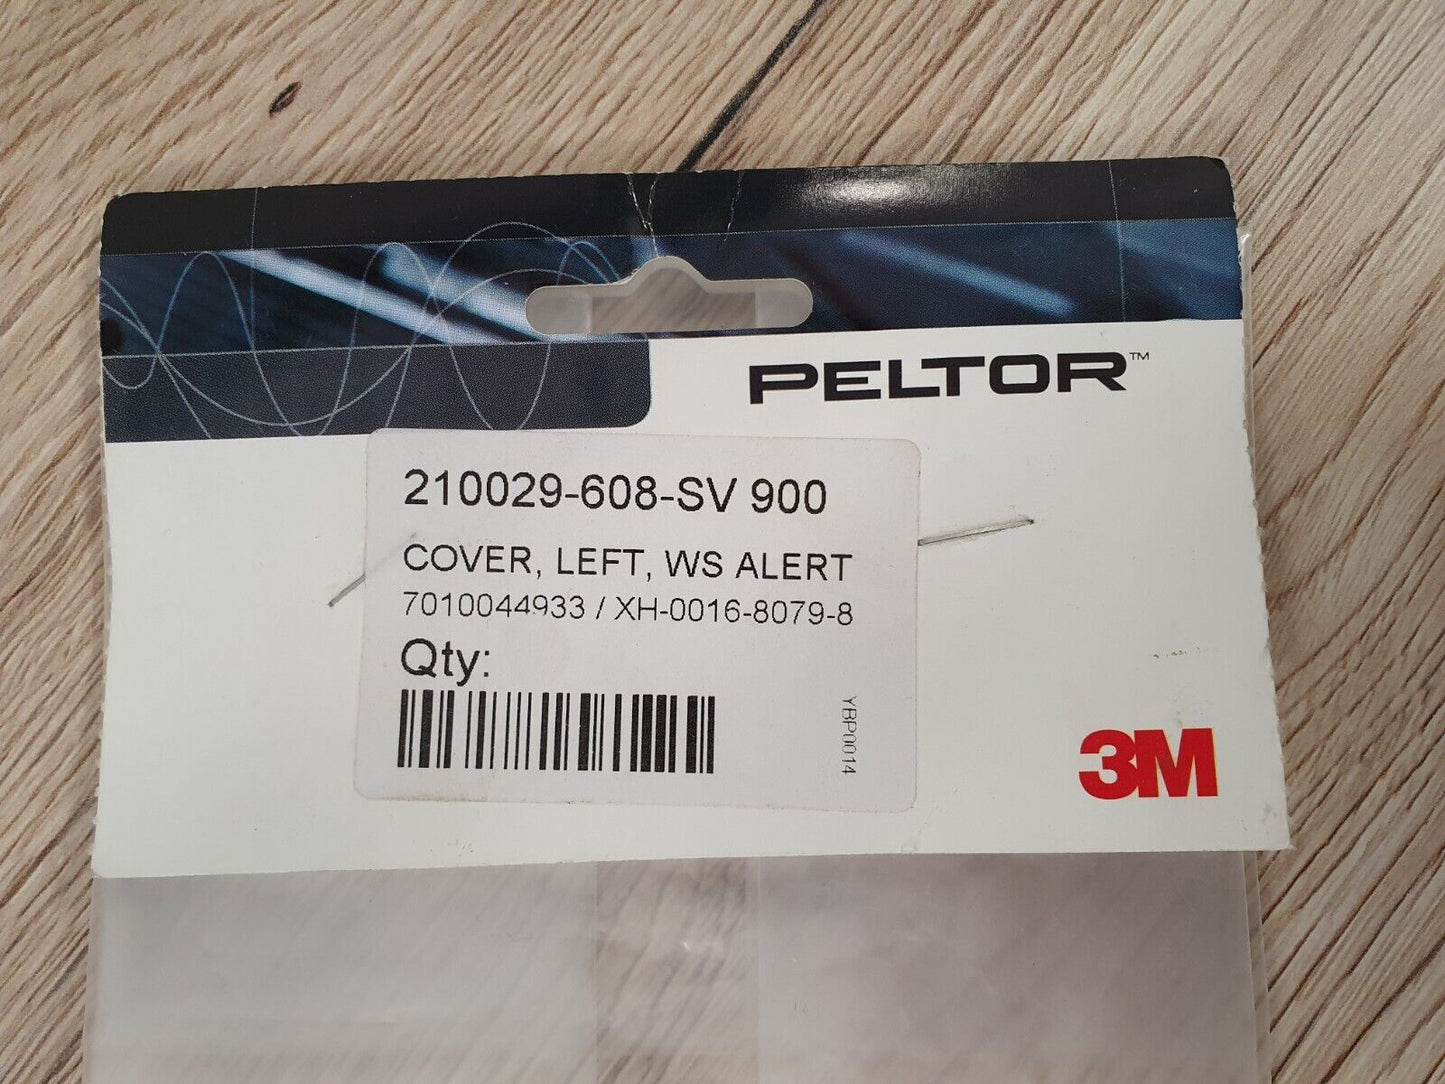 PELTOR™
210029-608-SV 900
COVER, LEFT, WS ALERT
7010044933 / XH-0016-8079-8
Qty:
YBP0014
3M